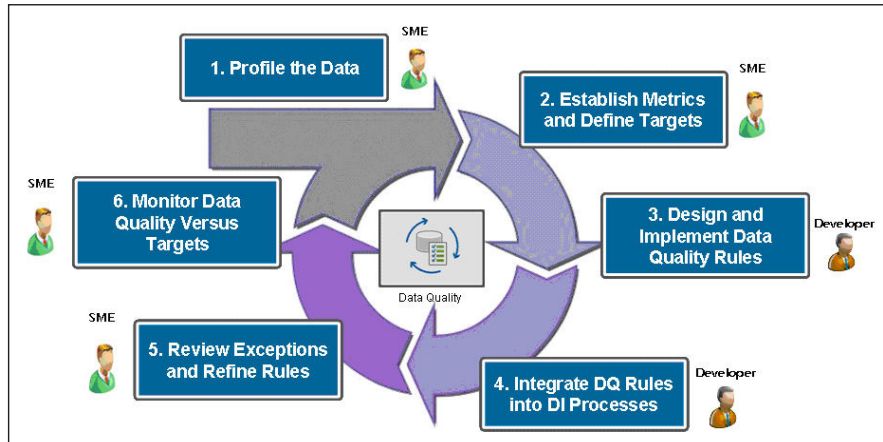 SME
1. Profile the Data
SME
2. Establish Metrics
and Define Targets
Developer
3. Design and
Implement Data
Quality Rules
Developer
4. Integrate DQ Rules
into DI Processes
SME
5. Review Exceptions
and Refine Rules
SME
6. Monitor Data
Quality Versus
Targets
Data Quality